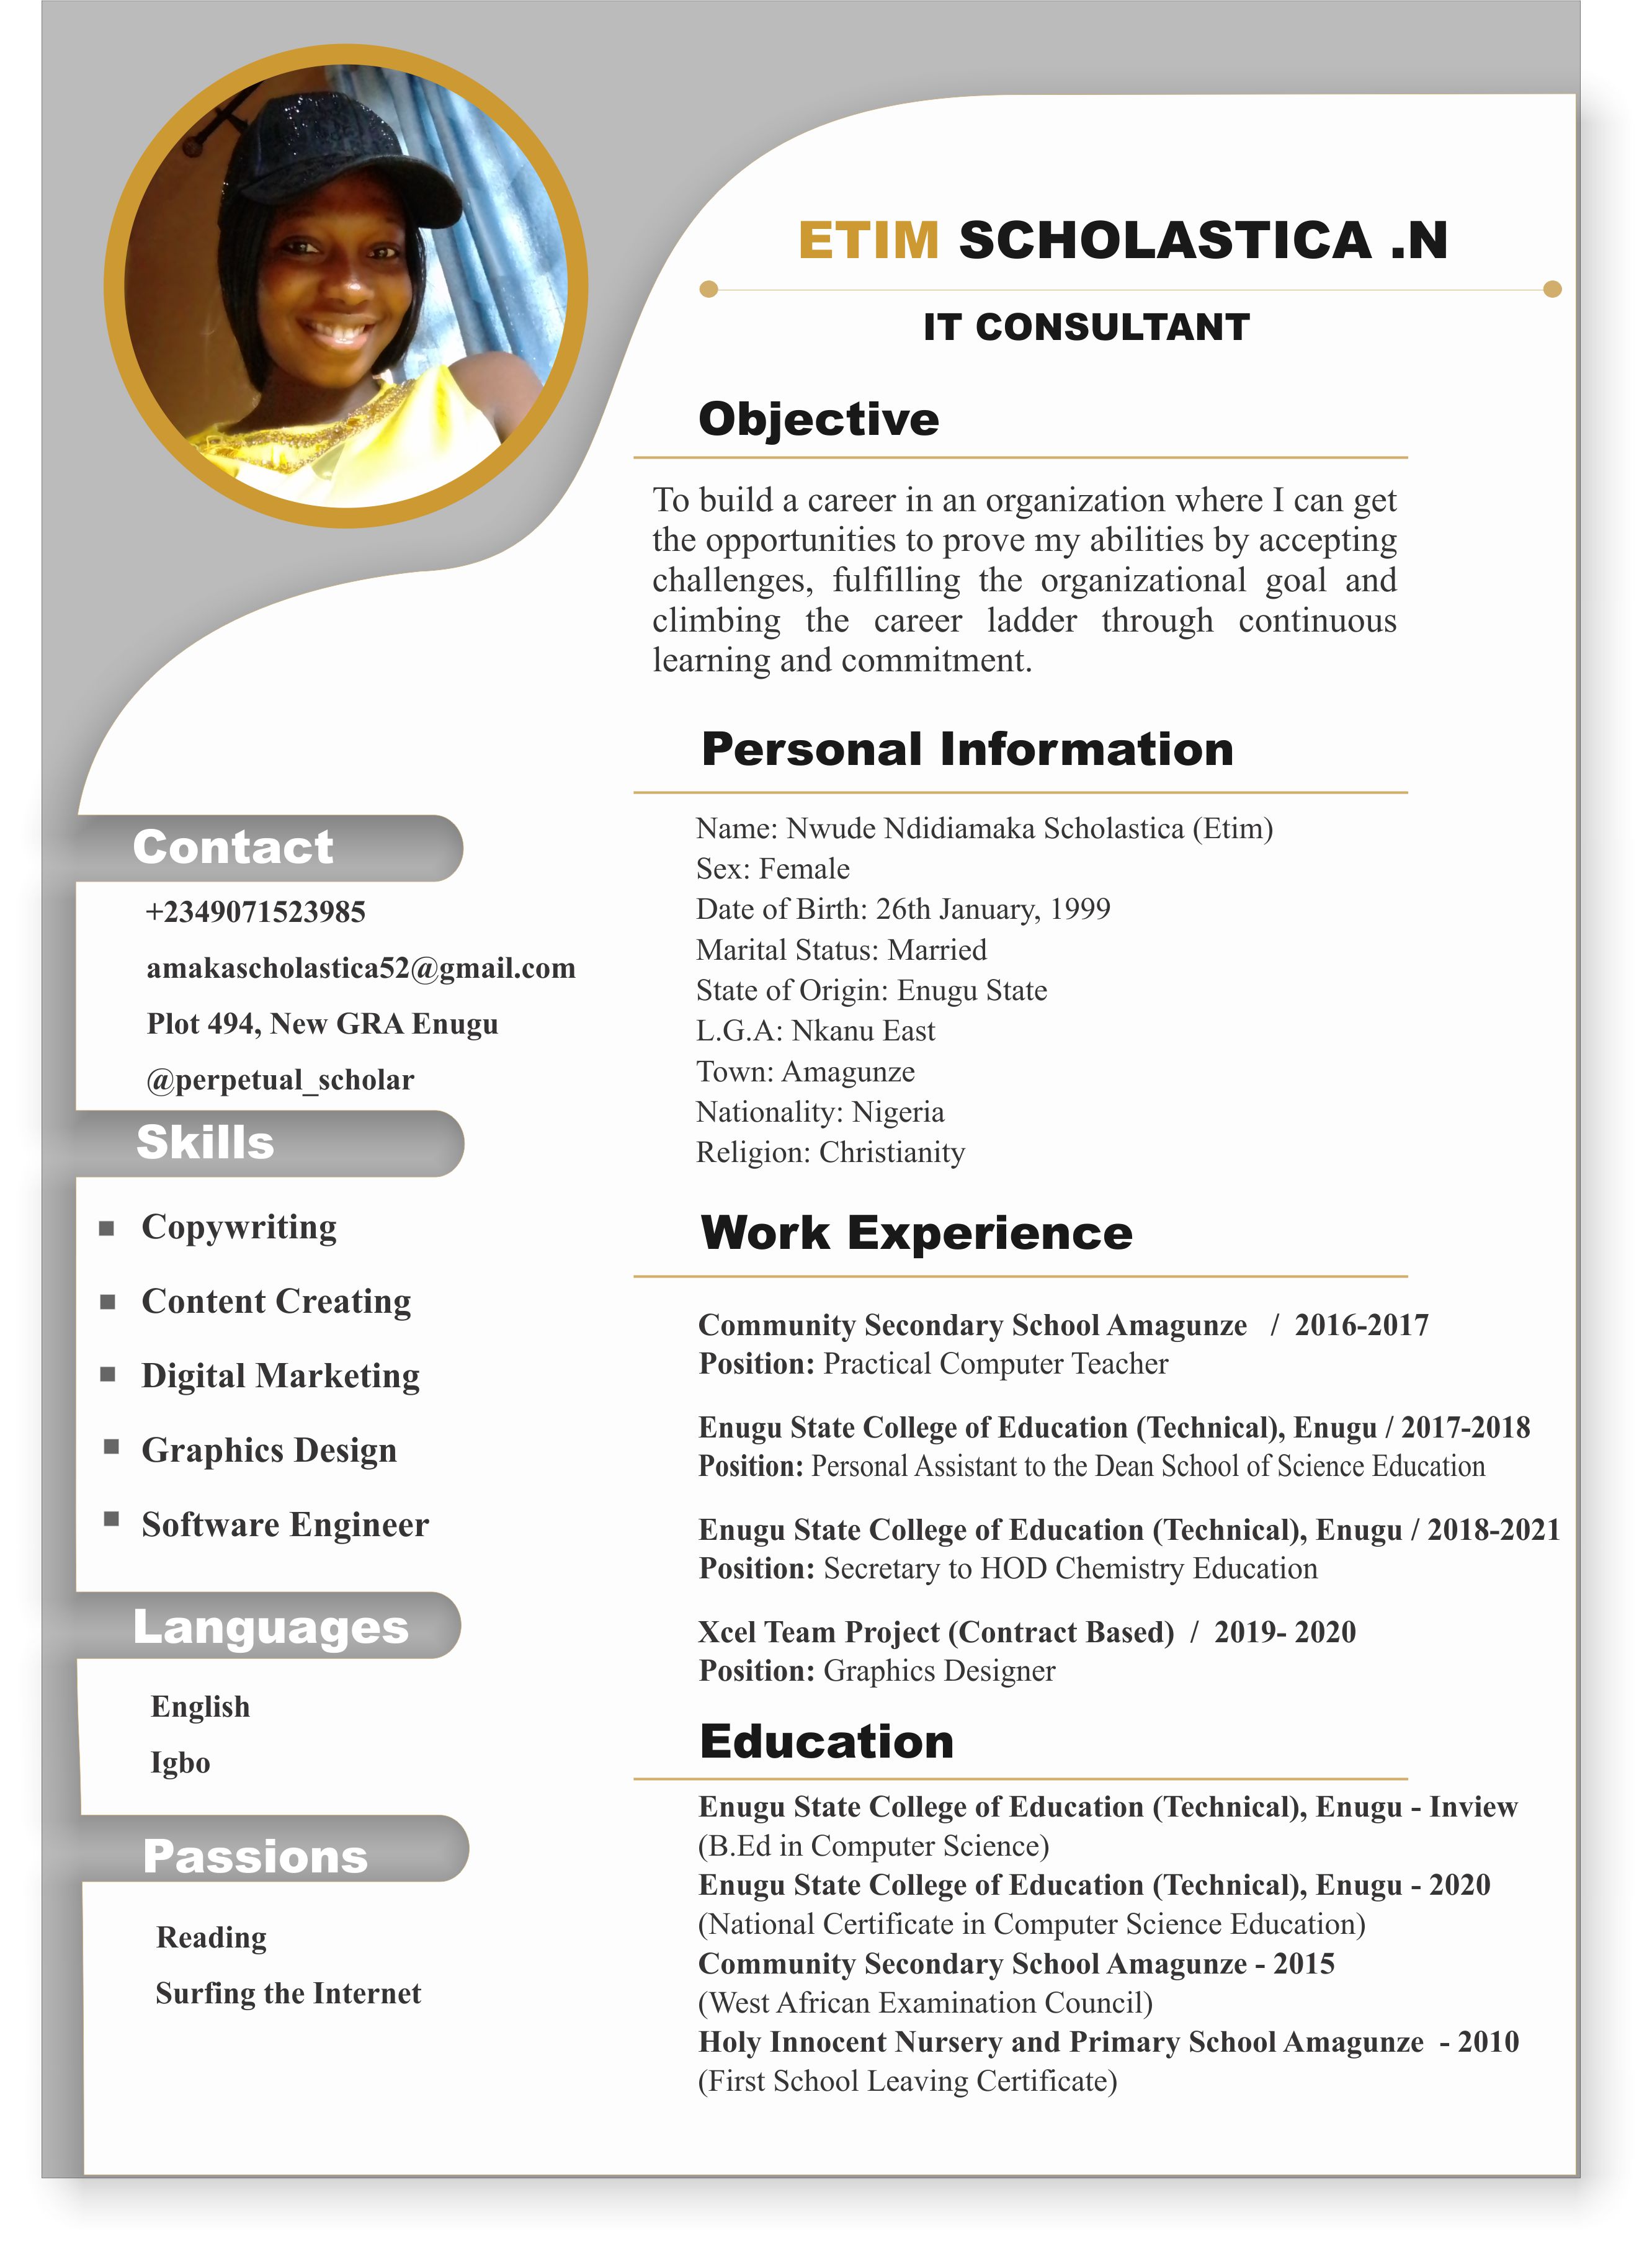 ETIM SCHOLASTICA .N
IT CONSULTANT
Objective
To build a career in an organization where I can get
the opportunities to prove my abilities by accepting
challenges, fulfilling the organizational goal and
climbing the career ladder through continuous
learning and commitment.
Personal Information
Name: Nwude Ndidiamaka Scholastica (Etim)
Sex: Female
Date of Birth: 26th January, 1999
Marital Status: Married
State of Origin: Enugu State
L.G.A: Nkanu East
Town: Amagunze
Nationality: Nigeria
Religion: Christianity
Work Experience
Community Secondary School Amagunze / 2016-2017
Position: Practical Computer Teacher
Enugu State College of Education (Technical), Enugu / 2017-2018
Position: Personal Assistant to the Dean School of Science Education
Enugu State College of Education (Technical), Enugu / 2018-2021
Position: Secretary to HOD Chemistry Education
Xcel Team Project (Contract Based) / 2019- 2020
Position: Graphics Designer
Education
Enugu State College of Education (Technical), Enugu - Inview
(B.Ed in Computer Science)
Enugu State College of Education (Technical), Enugu - 2020
(National Certificate in Computer Science Education)
Community Secondary School Amagunze - 2015
(West African Examination Council)
Holy Innocent Nursery and Primary School Amagunze - 2010
(First School Leaving Certificate)
Contact
+2349071523985
amakascholastica52@gmail.com
Plot 494, New GRA Enugu
@perpetual_scholar
Skills
Copywriting
Content Creating
Digital Marketing
Graphics Design
Software Engineer
Languages
English
Igbo
Passions
Reading
Surfing the Internet